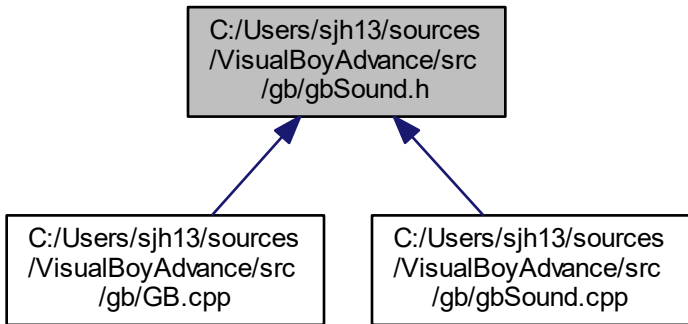 C:/Users/sjh13/sources
/VisualBoyAdvance/src
/gb/gbSound.h
C:/Users/sjh13/sources
/VisualBoyAdvance/src
/gb/GB.cpp
C:/Users/sjh13/sources
/VisualBoyAdvance/src
/gb/gbSound.cpp